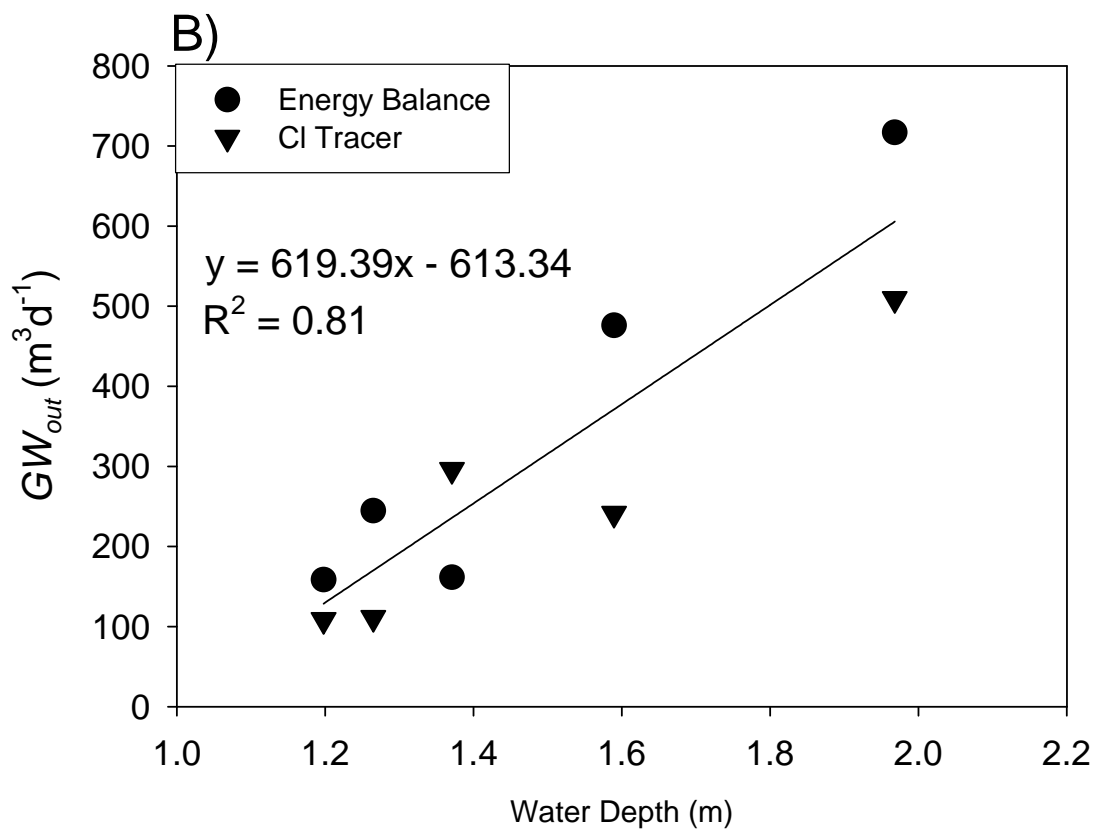 B)
Energy Balance
Cl Tracer
y = 619.39x - 613.34
R² = 0.81
GWout (m³d⁻¹)
800
700
600
500
400
300
200
100
0
1.0 1.2 1.4 1.6 1.8 2.0 2.2
Water Depth (m)